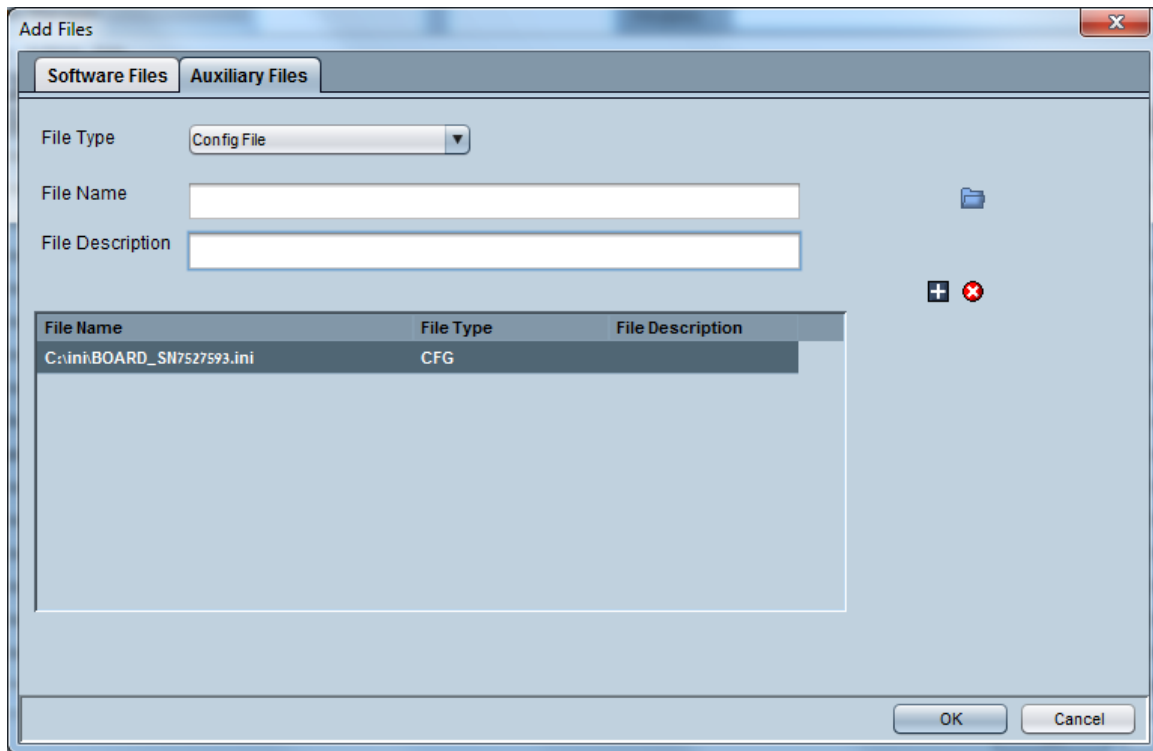 Add Files
Software Files Auxiliary Files
File Type Config File
File Name
File Description
File Name File Type File Description
C:\ini\BOARD_SN7527593.ini CFG
OK Cancel